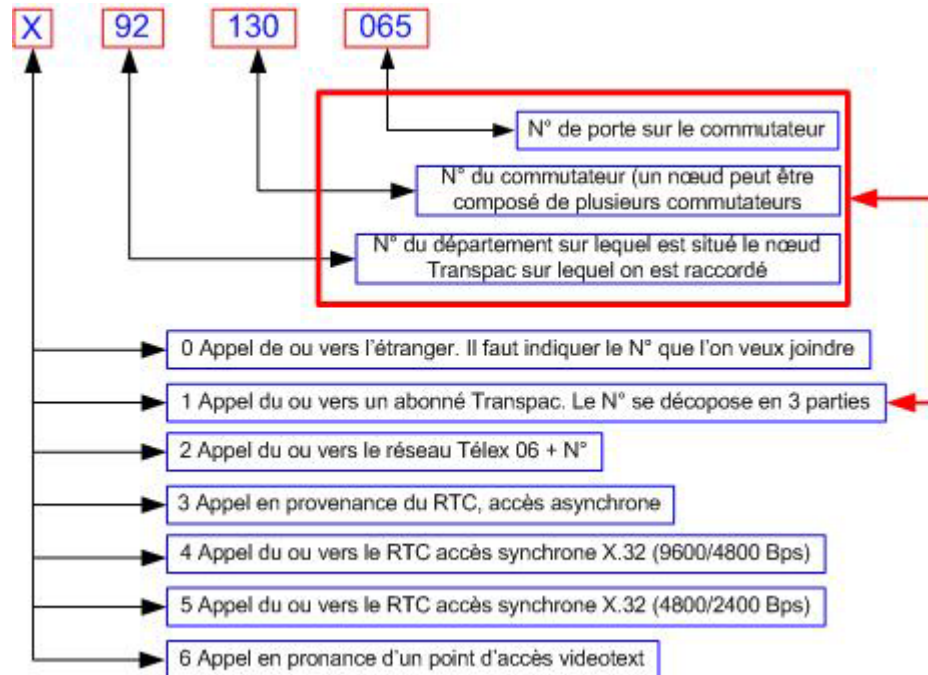 X 92 130 065
N° de porte sur le commutateur
N° du commutateur (un nœud peut être
composé de plusieurs commutateurs
N° du département sur lequel est situé le nœud
Transpac sur lequel on est raccordé
0 Appel de ou vers l'étranger. Il faut indiquer le N° que l'on veux joindre
1 Appel du ou vers un abonné Transpac. Le N° se décopose en 3 parties
2 Appel du ou vers le réseau Télex 06 + N°
3 Appel en provenance du RTC, accès asynchrone
4 Appel du ou vers le RTC accès synchrone X.32 (9600/4800 Bps)
5 Appel du ou vers le RTC accès synchrone X.32 (4800/2400 Bps)
6 Appel en pronance d'un point d'accès videotext